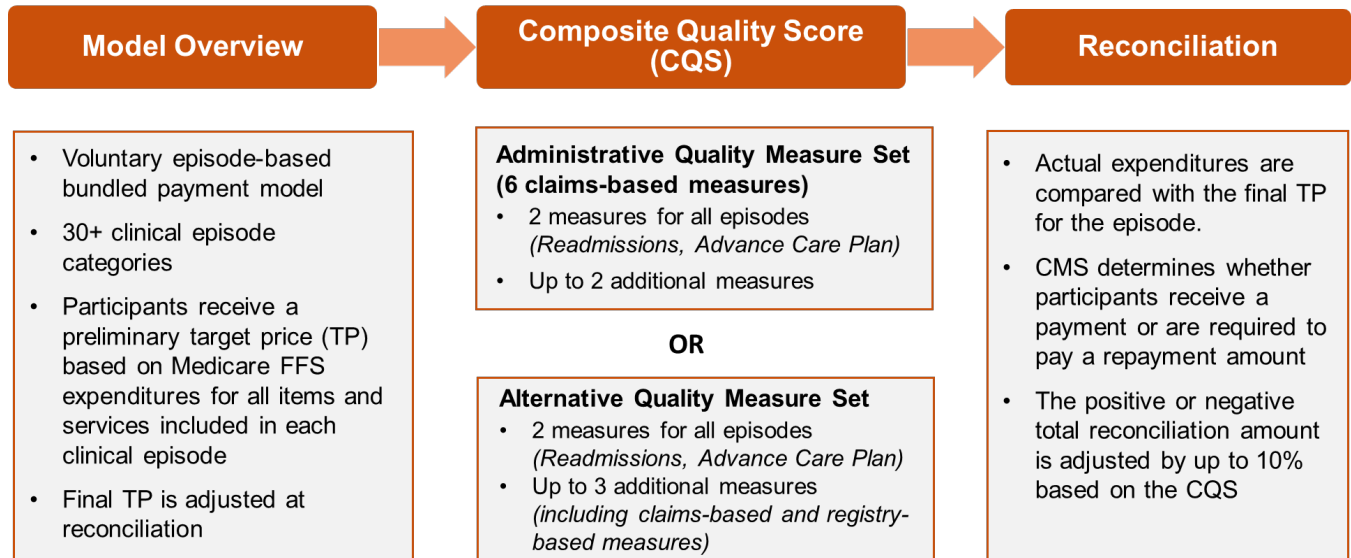 Model Overview
Composite Quality Score
(CQS)
Reconciliation
• Voluntary episode-based
bundled payment model
• 30+ clinical episode
categories
• Participants receive a
preliminary target price (TP)
based on Medicare FFS
expenditures for all items and
services included in each
clinical episode
• Final TP is adjusted at
reconciliation
Administrative Quality Measure Set
(6 claims-based measures)
• 2 measures for all episodes
(Readmissions, Advance Care Plan)
• Up to 2 additional measures
OR
Alternative Quality Measure Set
• 2 measures for all episodes
(Readmissions, Advance Care Plan)
• Up to 3 additional measures
(including claims-based and registry-
based measures)
• Actual expenditures are
compared with the final TP
for the episode.
• CMS determines whether
participants receive a
payment or are required to
pay a repayment amount
• The positive or negative
total reconciliation amount
is adjusted by up to 10%
based on the CQS